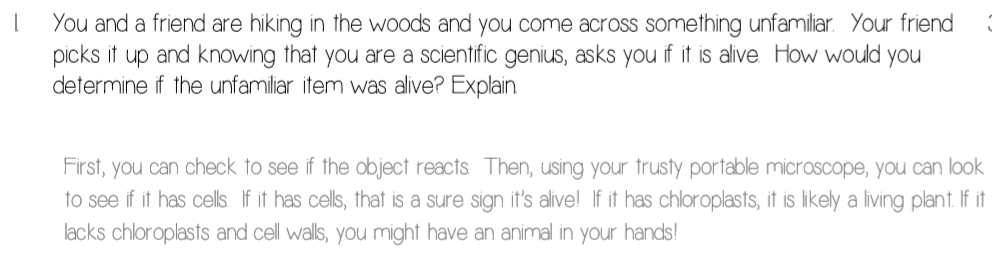 1 You and a friend are hiking in the woods and you come across something unfamiliar. Your friend
picks it up and knowing that you are a scientific genius, asks you if it is alive. How would you
determine if the unfamiliar item was alive? Explain.
First, you can check to see if the object reacts. Then, using your trusty portable microscope, you can look
to see if it has cells. If it has cells, that is a sure sign it's alive! If it has chloroplasts, it is likely a living plant. If it
lacks chloroplasts and cell walls, you might have an animal in your hands!